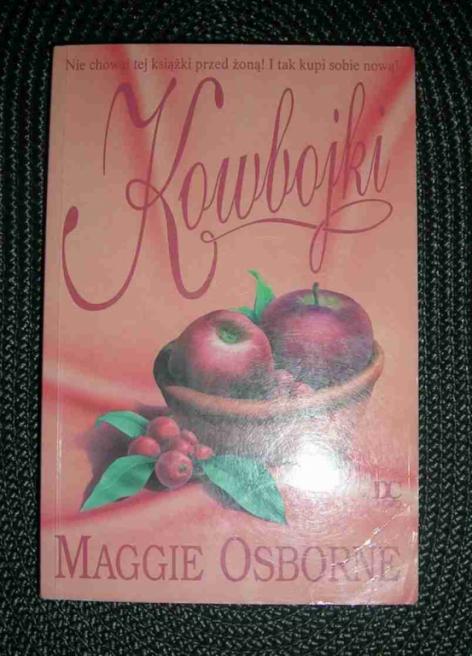 Nie chowaj tej książki przed żoną! I tak kupi sobie nową!
Kowbojki
DC
MAGGIE OSBORNE